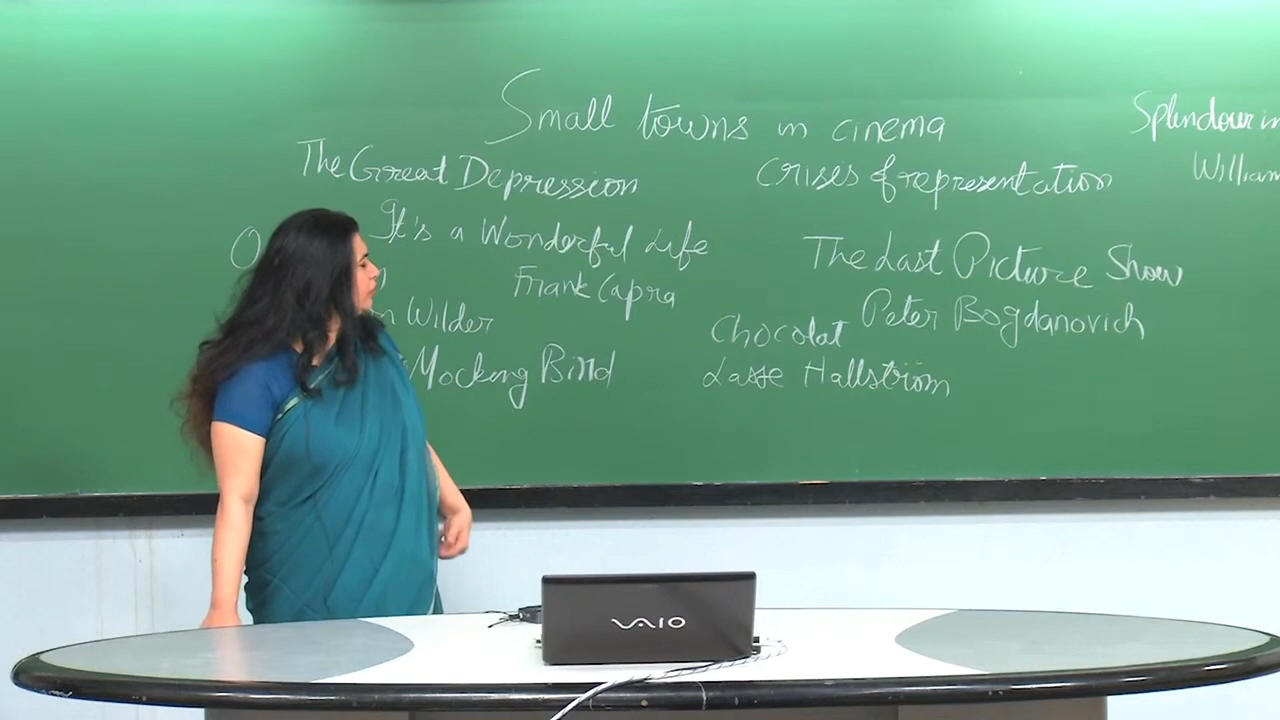 Small towns in cinema
The Great Depression
Crises of representation
Splendour in
William
It's a Wonderful Life
Frank Capra
The Last Picture Show
Peter Bogdanovich
O
n Wilder
Mocking Bird
Chocolat
Lasse Hallström
VAIO